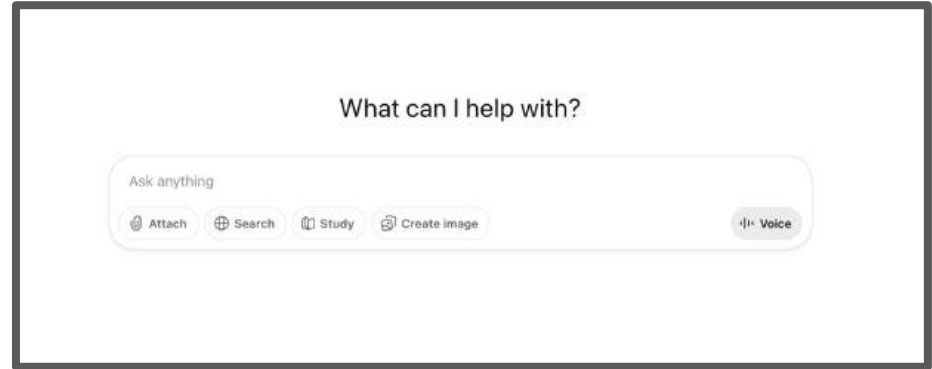 What can I help with?
Ask anything
Attach Search Study Create image Voice